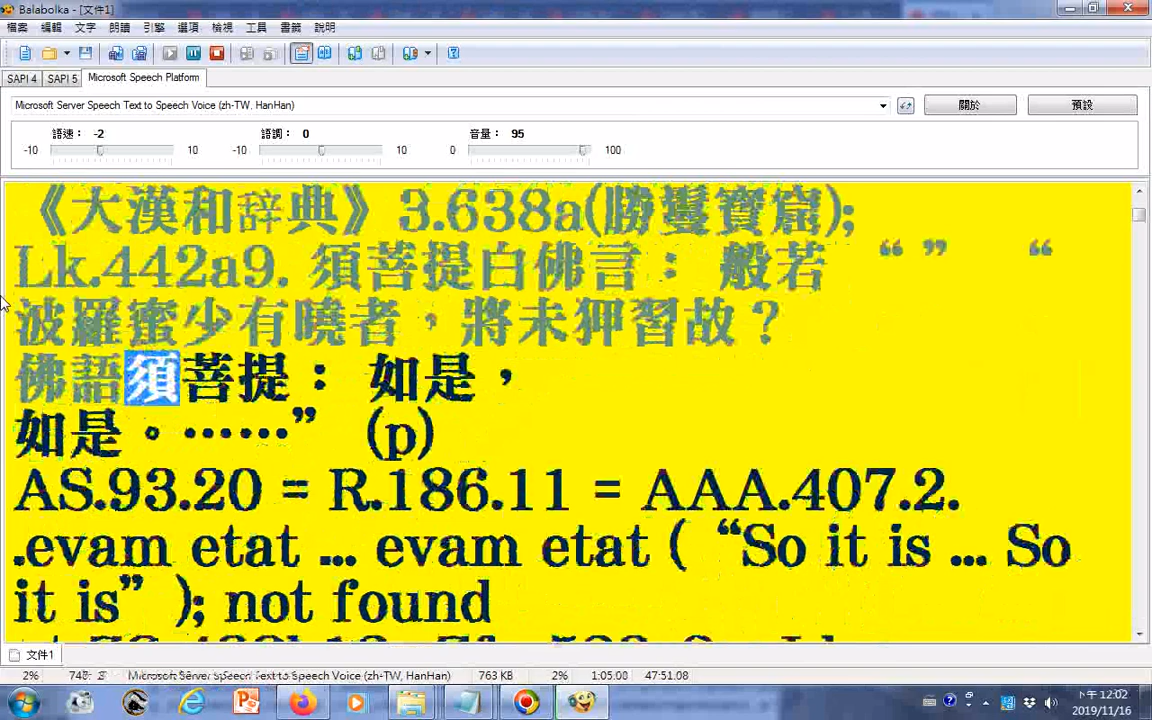 Balabolka - [文件1]
檔案 編輯 文字 朗讀 引擎 選項 檢視 工具 書籤 說明
SAPI 4 SAPI 5 Microsoft Speech Platform
Microsoft Server Speech Text to Speech Voice (zh-TW, HanHan) 關於 預設
語速： -2 語調： 0 音量： 95
-10 10 -10 10 0 100
《大漢和辞典》 3.638a(勝鬘寶窟);
Lk.442a9. 須菩提白佛言： 般若 “ ” “
波羅蜜少有曉者，將未狎習故？
佛語須菩提： 如是，
如是。……” (p)
AS.93.20 = R.186.11 = AAA.407.2.
.evam etat ... evam etat ( “So it is ... So
it is” ); not found
文件1
2% Microsoft Server Speech Text to Speech Voice (zh-TW, HanHan) 763 KB 2% 1:05:08 47:51.08
下午 12:02
2019/11/16